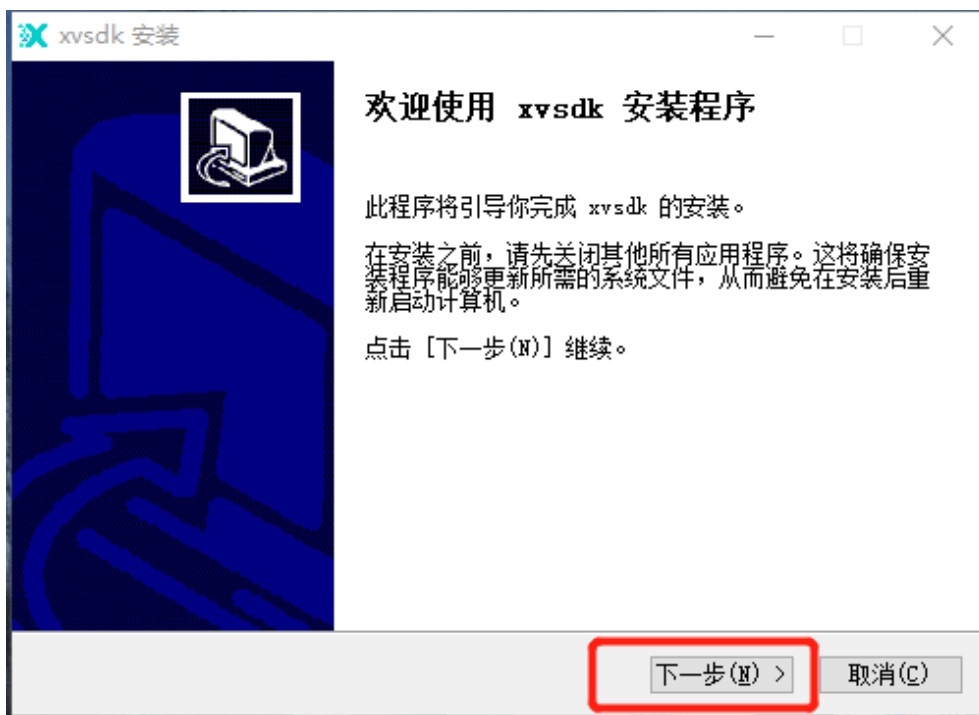 xvsdk 安装
欢迎使用 xvsdk 安装程序
此程序将引导你完成 xvsdk 的安装。
在安装之前，请先关闭其他所有应用程序。这将确保安
装程序能够更新所需的系统文件，从而避免在安装后重
新启动计算机。
点击 [下一步(N)] 继续。
下一步(N) >
取消(C)